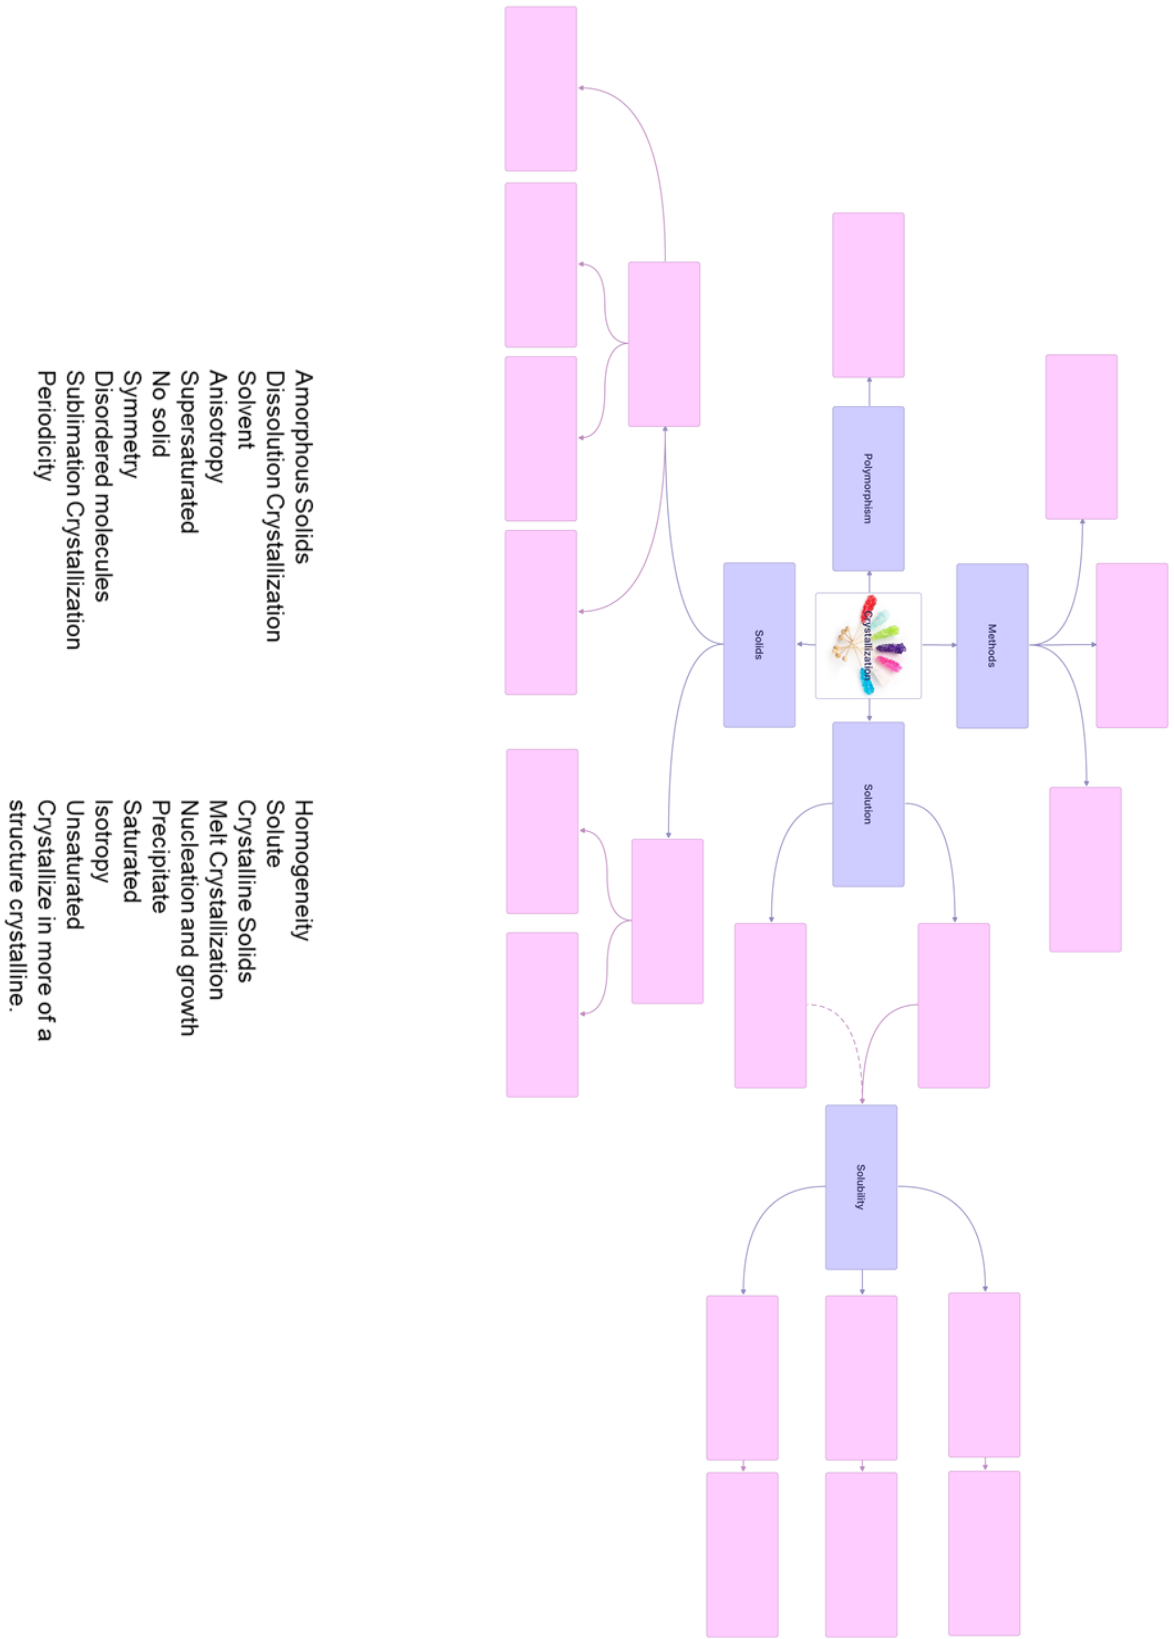 Methods
Polymorphism
Crystallization
Solution
Solubility
Solids
Amorphous Solids
Dissolution Crystallization
Solvent
Anisotropy
Supersaturated
No solid
Symmetry
Disordered molecules
Sublimation Crystallization
Periodicity
Homogeneity
Solute
Crystalline Solids
Melt Crystallization
Nucleation and growth
Precipitate
Saturated
Isotropy
Unsaturated
Crystallize in more of a
structure crystalline.